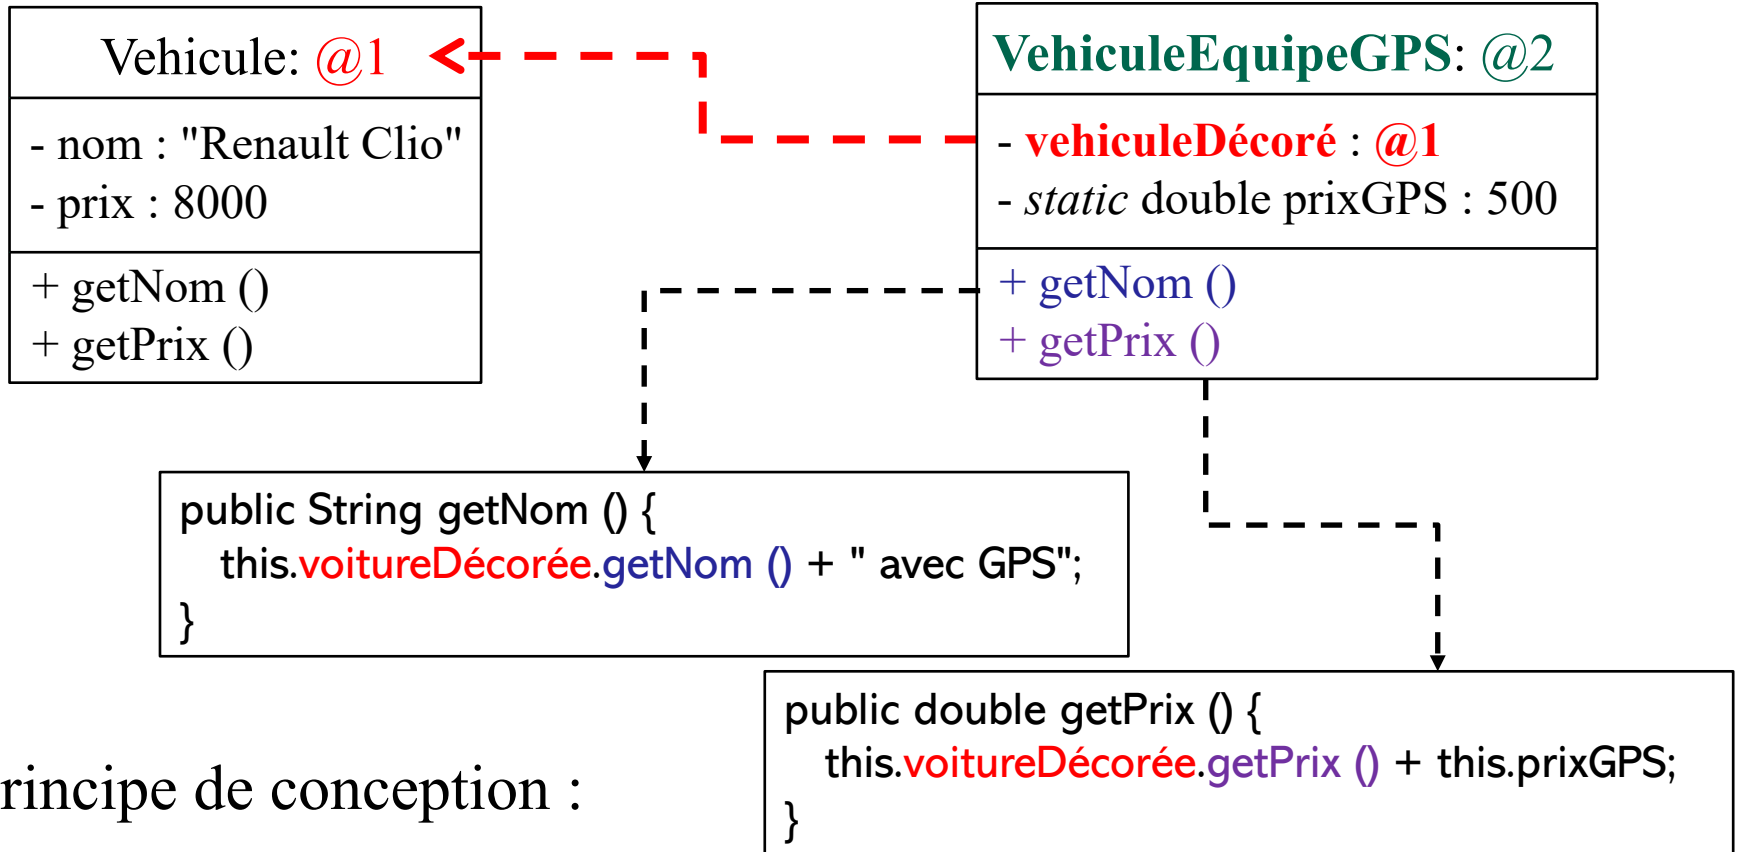 Vehicule: @1
- nom : "Renault Clio"
- prix : 8000
+ getNom ()
+ getPrix ()
VehiculeEquipeGPS: @2
- vehiculeDécoré : @1
- static double prixGPS : 500
+ getNom ()
+ getPrix ()
public String getNom () {
this.voitureDécorée.getNom () + " avec GPS";
}
public double getPrix () {
this.voitureDécorée.getPrix () + this.prixGPS;
}
rincipe de conception :